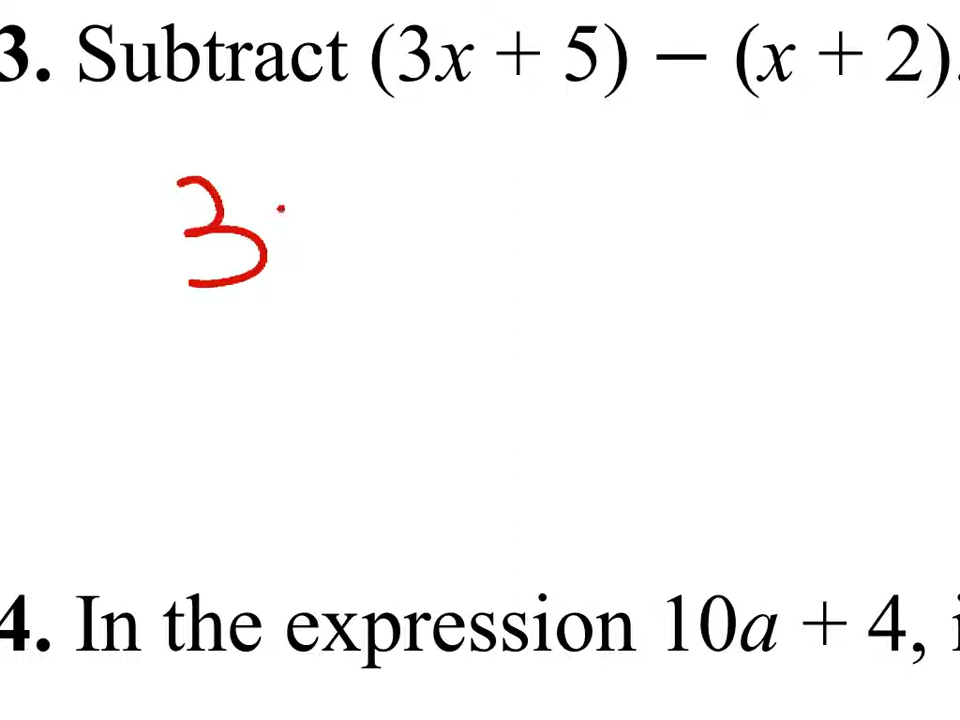 3. Subtract (3x + 5) − (x + 2).
3
4. In the expression 10a + 4, i